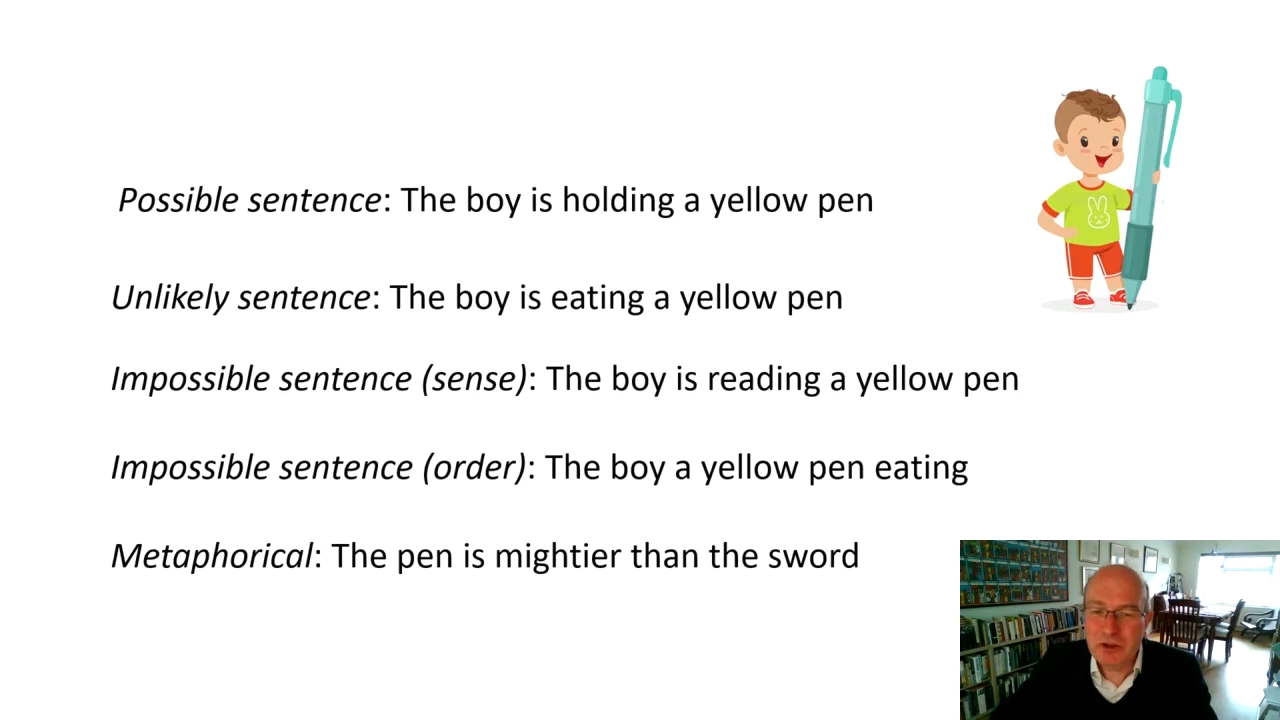 Possible sentence: The boy is holding a yellow pen
Unlikely sentence: The boy is eating a yellow pen
Impossible sentence (sense): The boy is reading a yellow pen
Impossible sentence (order): The boy a yellow pen eating
Metaphorical: The pen is mightier than the sword